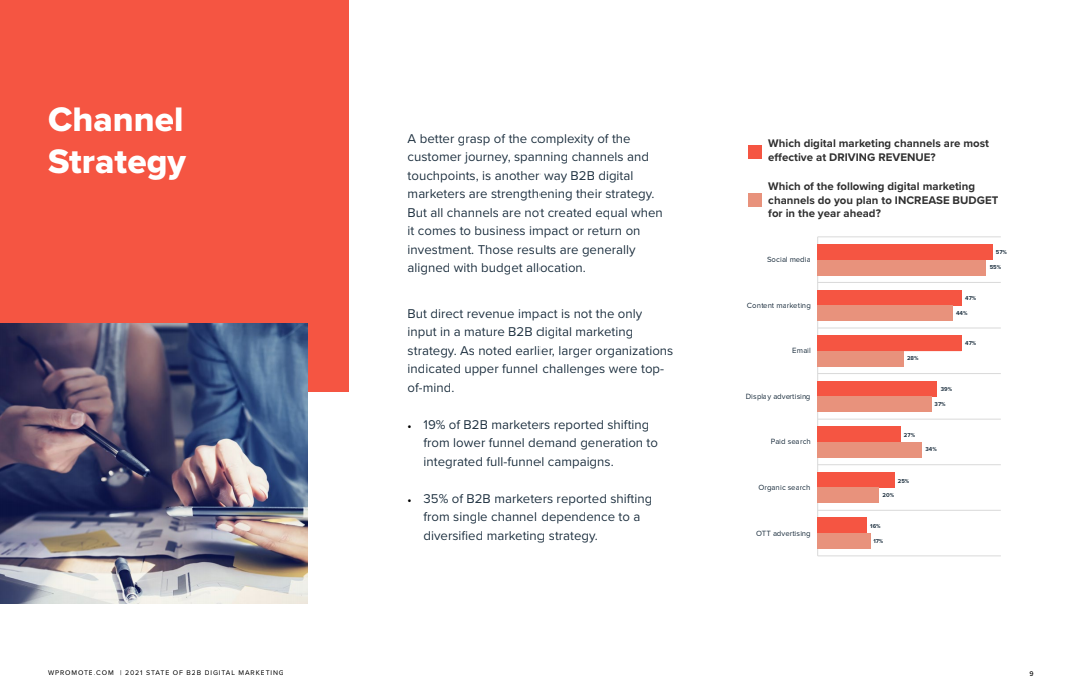 Channel
Strategy
A better grasp of the complexity of the
customer journey, spanning channels and
touchpoints, is another way B2B digital
marketers are strengthening their strategy.
But all channels are not created equal when
it comes to business impact or return on
investment. Those results are generally
aligned with budget allocation.
But direct revenue impact is not the only
input in a mature B2B digital marketing
strategy. As noted earlier, larger organizations
indicated upper funnel challenges were top-
of-mind.
• 19% of B2B marketers reported shifting
from lower funnel demand generation to
integrated full-funnel campaigns.
• 35% of B2B marketers reported shifting
from single channel dependence to a
diversified marketing strategy.
Which digital marketing channels are most
effective at DRIVING REVENUE?
Which of the following digital marketing
channels do you plan to INCREASE BUDGET
for in the year ahead?
Social media 57%
55%
Content marketing 47%
44%
Email 47%
28%
Display advertising 39%
37%
Paid search 27%
34%
Organic search 25%
20%
OTT advertising 16%
17%
WPROMOTE.COM | 2021 STATE OF B2B DIGITAL MARKETING
9